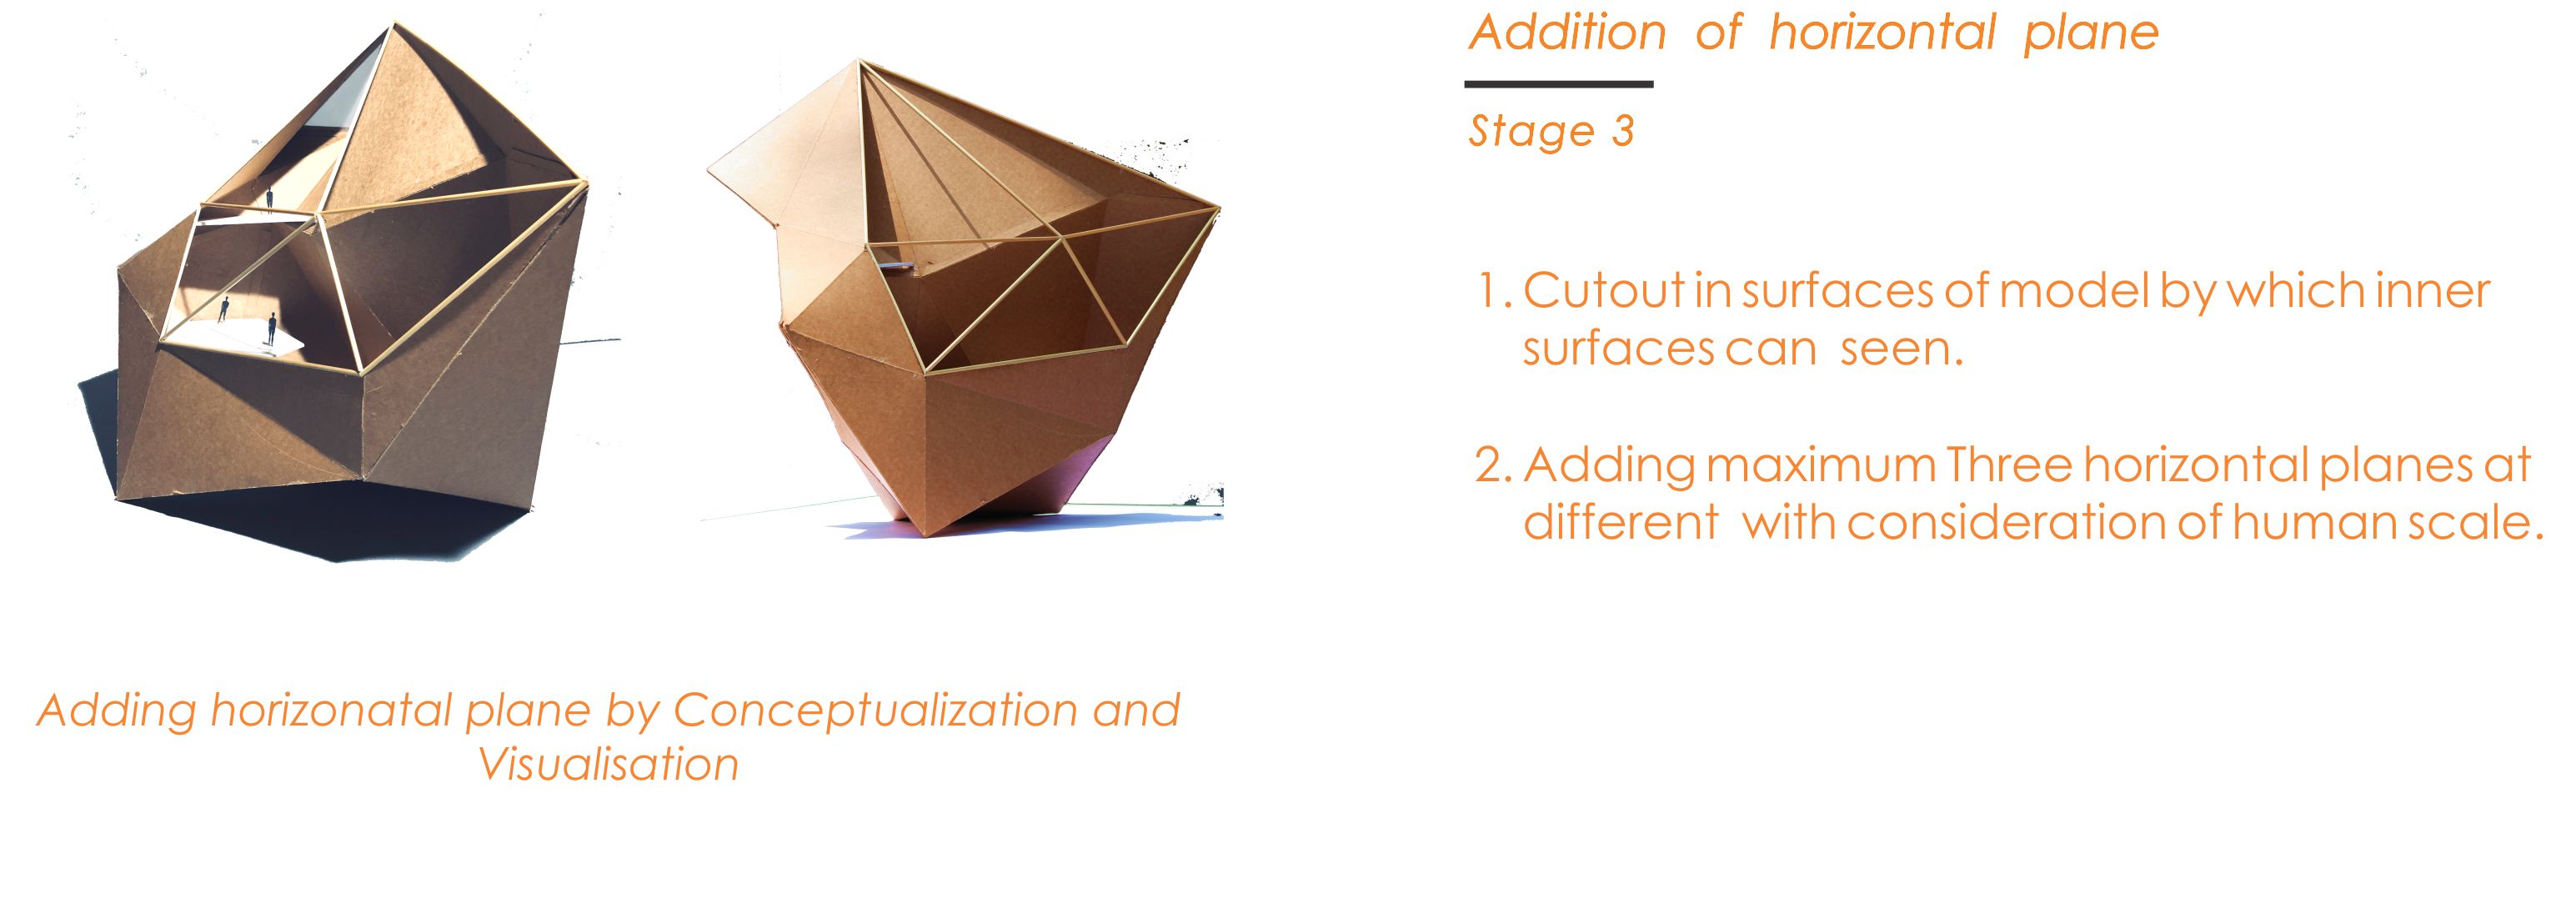 Addition of horizontal plane
Stage 3
1. Cutout in surfaces of model by which inner
surfaces can seen.
2. Adding maximum Three horizontal planes at
different with consideration of human scale.
Adding horizonatal plane by Conceptualization and
Visualisation